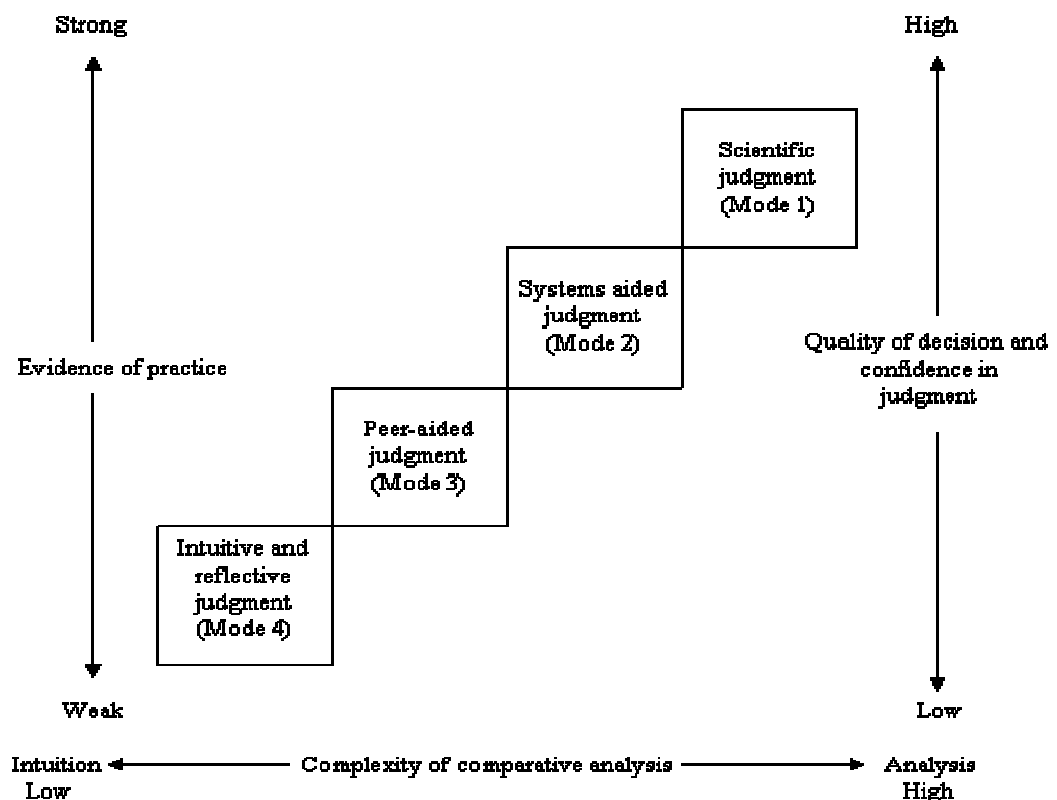 Strong
High
Scientific
judgment
(Mode 1)
Systems aided
judgment
(Mode 2)
Evidence of practice
Quality of decision and
confidence in
judgment
Peer-aided
judgment
(Mode 3)
Intuitive and
reflective
judgment
(Mode 4)
Weak
Low
Intuition
Low
Complexity of comparative analysis
Analysis
High